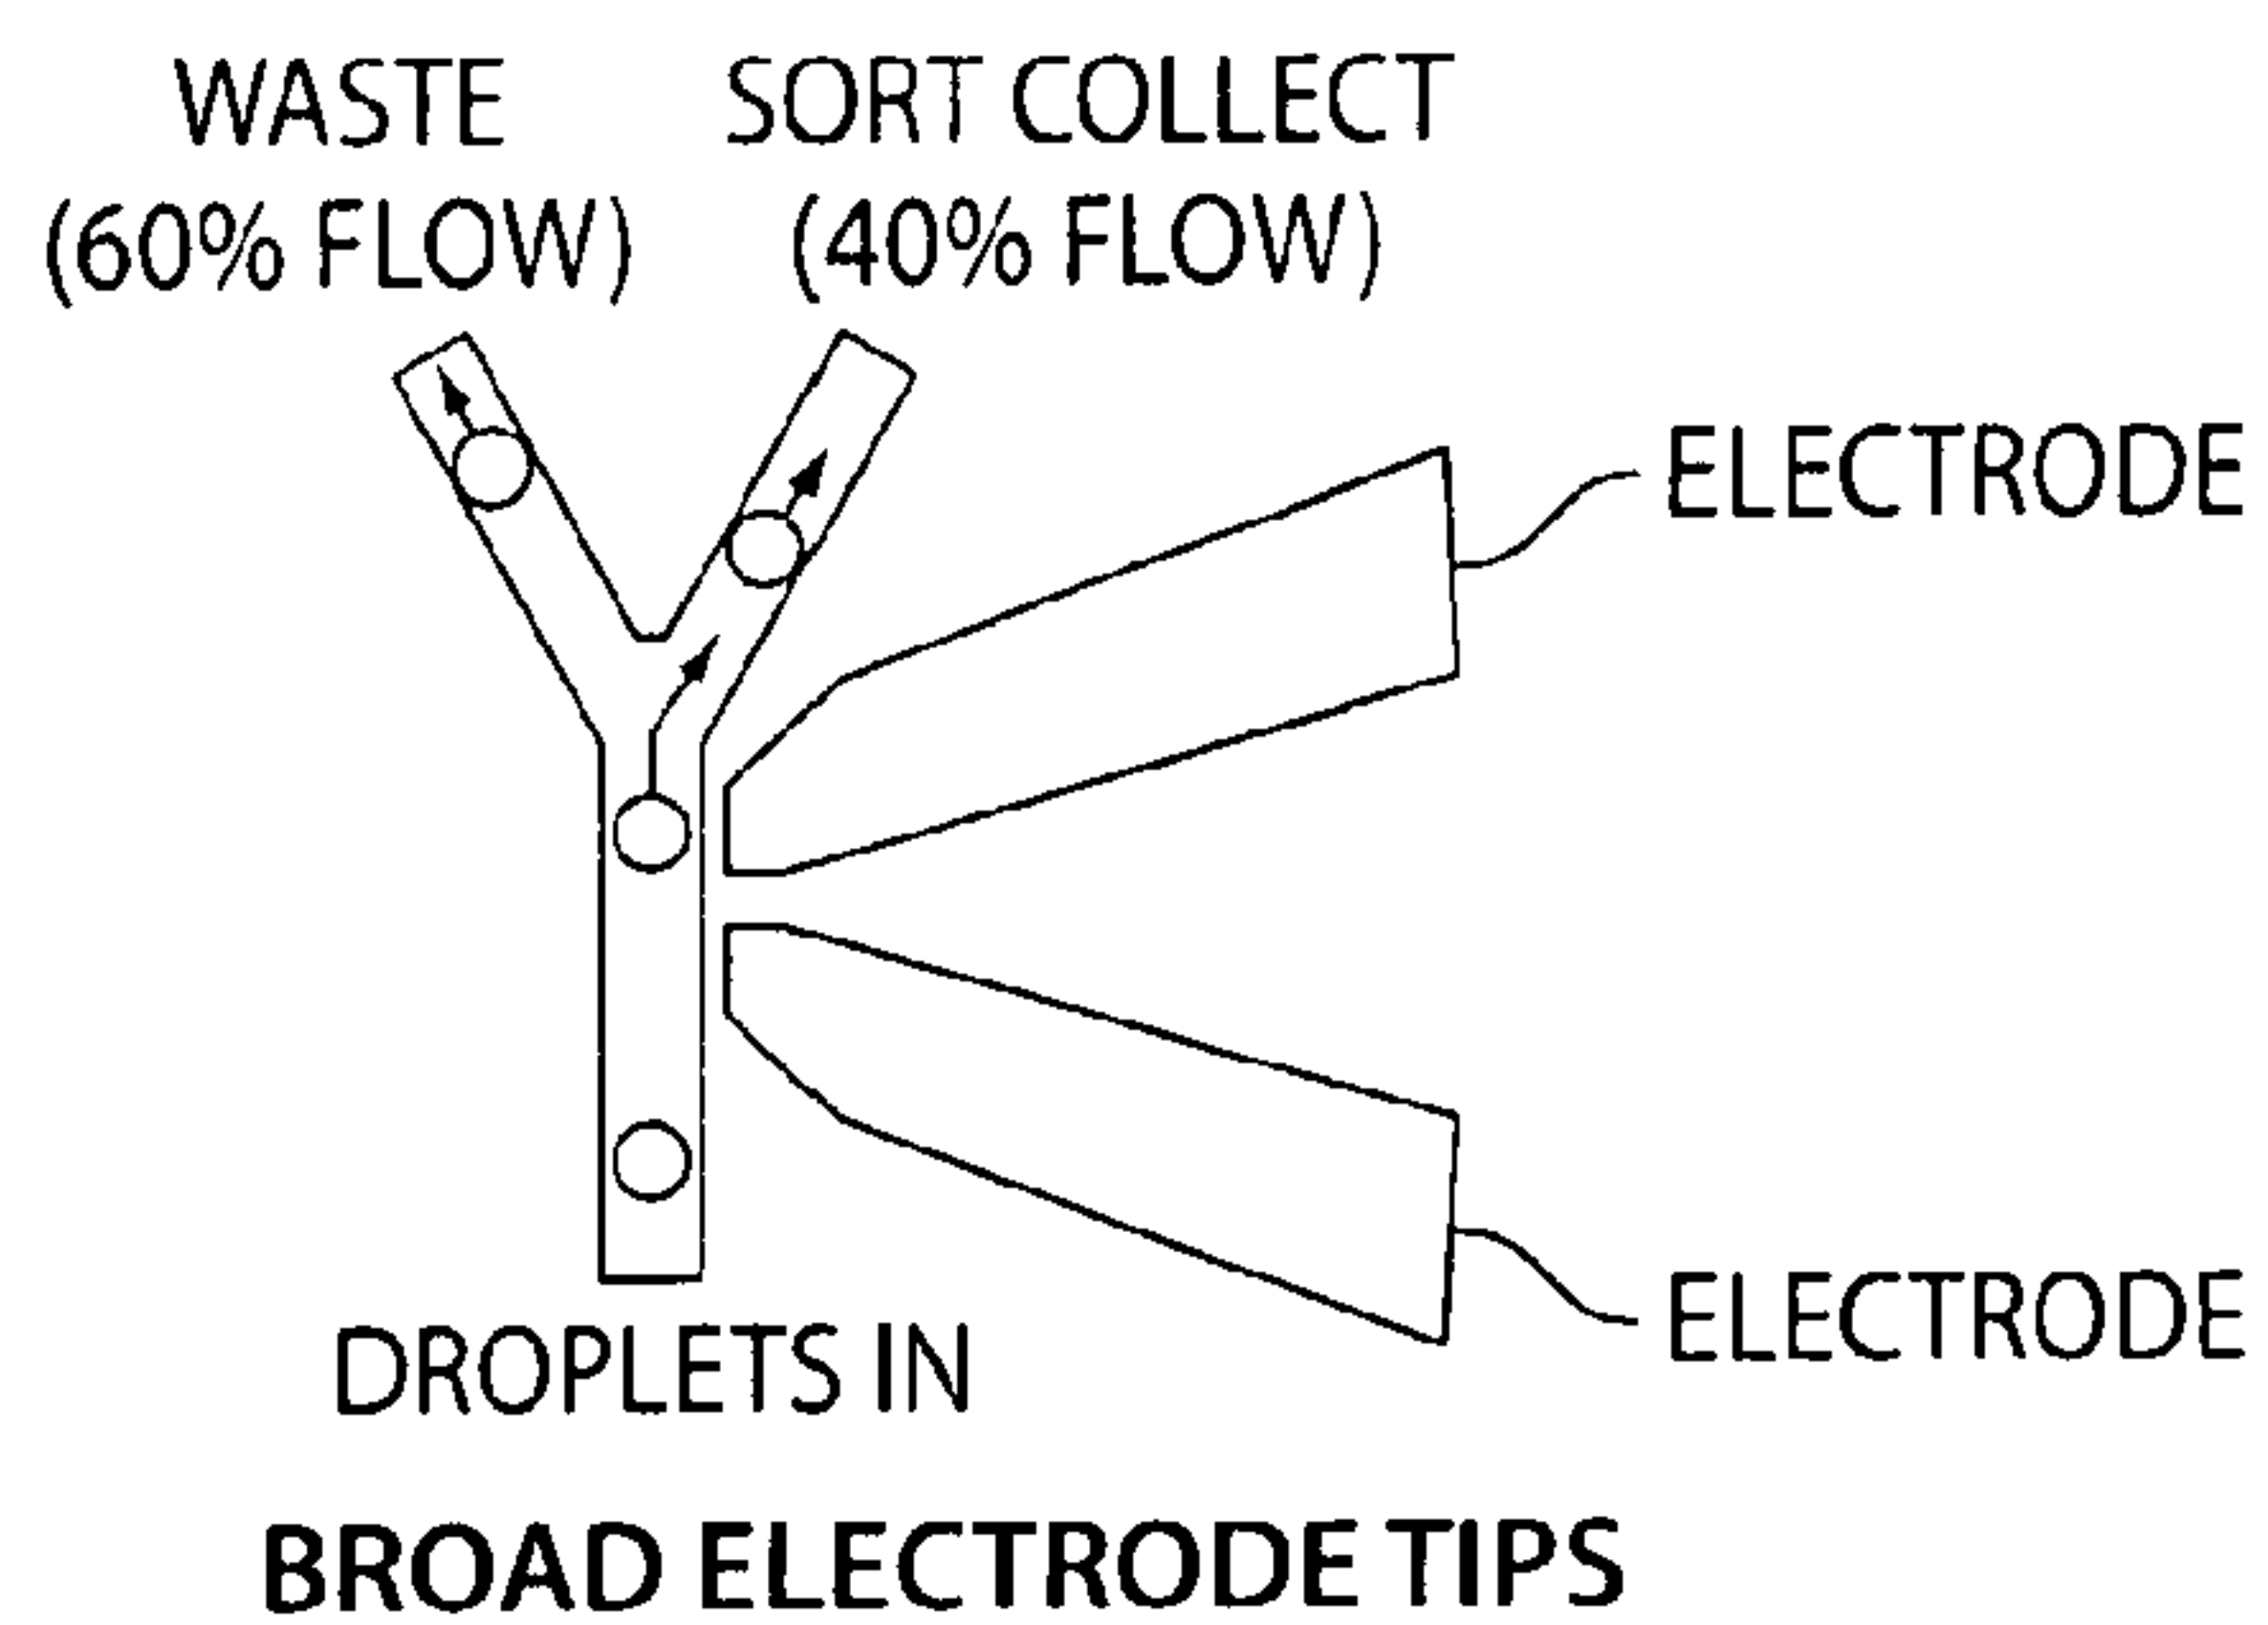 WASTE
(60% FLOW)
SORT COLLECT
(40% FLOW)
ELECTRODE
ELECTRODE
DROPLETS IN
BROAD ELECTRODE TIPS